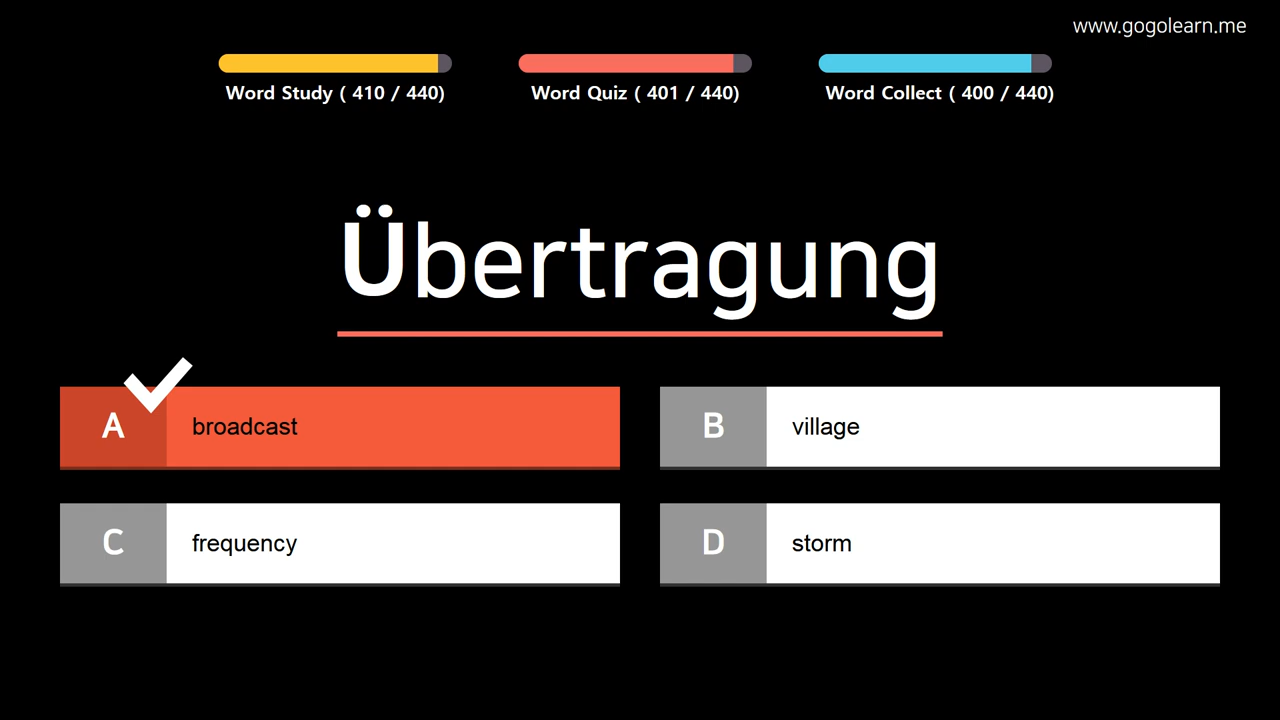 www.gogolearn.me
Word Study ( 410 / 440)
Word Quiz ( 401 / 440)
Word Collect ( 400 / 440)
Übertragung
A broadcast
B village
C frequency
D storm